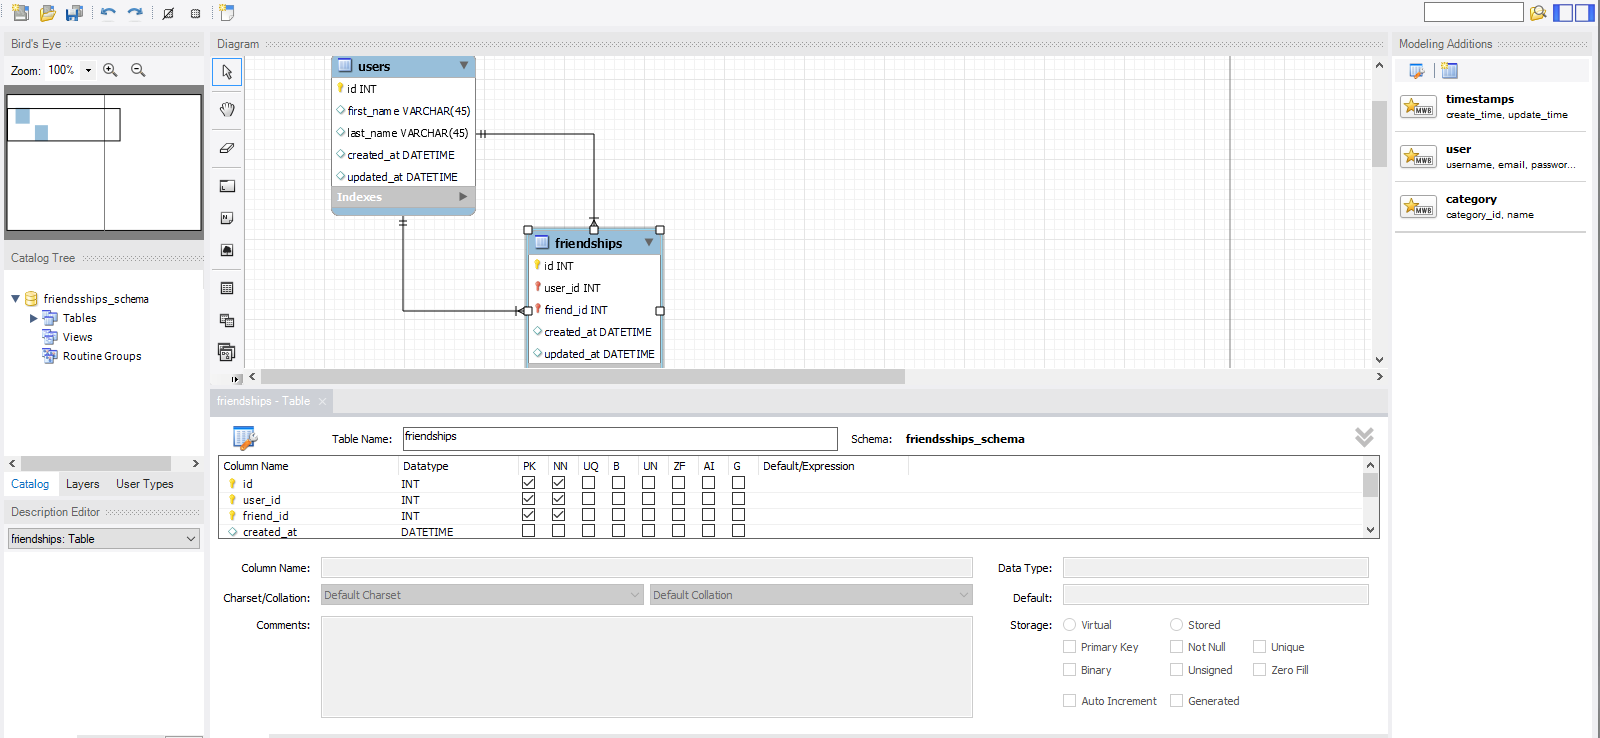 Bird's Eye
Zoom: 100%
Catalog Tree
friendsships_schema
Tables
Views
Routine Groups
Catalog Layers User Types
Description Editor
friendships: Table
Diagram
users
id INT
first_name VARCHAR(45)
last_name VARCHAR(45)
created_at DATETIME
updated_at DATETIME
Indexes
friendships
id INT
user_id INT
friend_id INT
created_at DATETIME
updated_at DATETIME
friendships - Table
Table Name: friendships Schema: friendsships_schema
Column Name Datatype PK NN UQ B UN ZF AI G Default/Expression
id INT
user_id INT
friend_id INT
created_at DATETIME
Column Name: Data Type:
Charset/Collation: Default Charset Default Collation Default:
Comments: Storage: Virtual Stored
Primary Key Not Null Unique
Binary Unsigned Zero Fill
Auto Increment Generated
Modeling Additions
MWB timestamps
create_time, update_time
MWB user
username, email, passwor...
MWB category
category_id, name